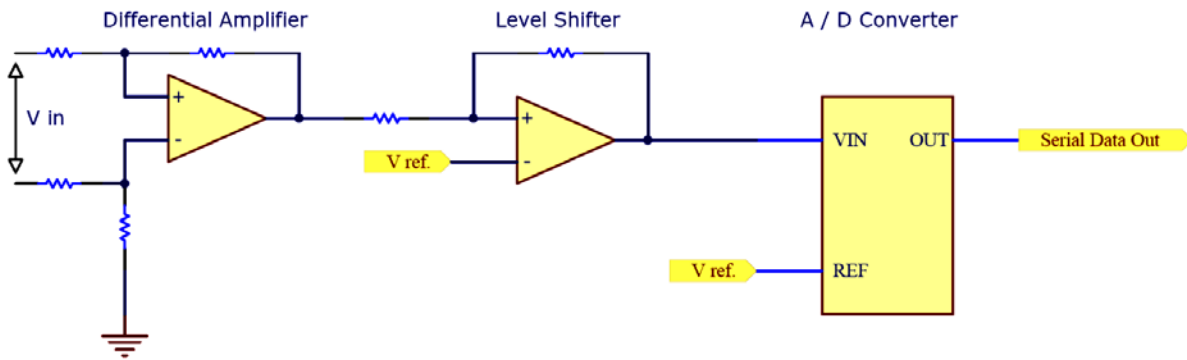 Differential Amplifier
Level Shifter
A / D Converter
+
-
V in
+
-
V ref.
VIN
OUT
Serial Data Out
V ref.
REF